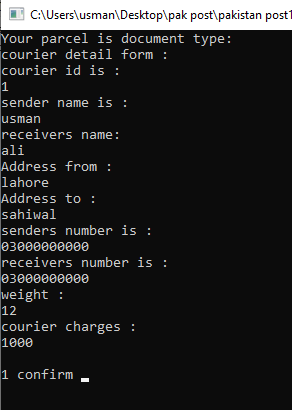 C:\Users\usman\Desktop\pak post\pakistan post1
Your parcel is document type:
courier detail form :
courier id is :
1
sender name is :
usman
receivers name:
ali
Address from :
lahore
Address to :
sahiwal
senders number is :
03000000000
receivers number is :
03000000000
weight :
12
courier charges :
1000
1 confirm